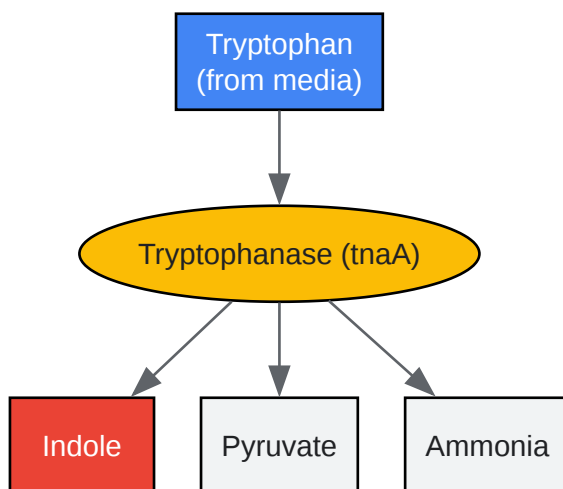 Tryptophan
(from media)
Tryptophanase (tnaA)
Indole
Pyruvate
Ammonia